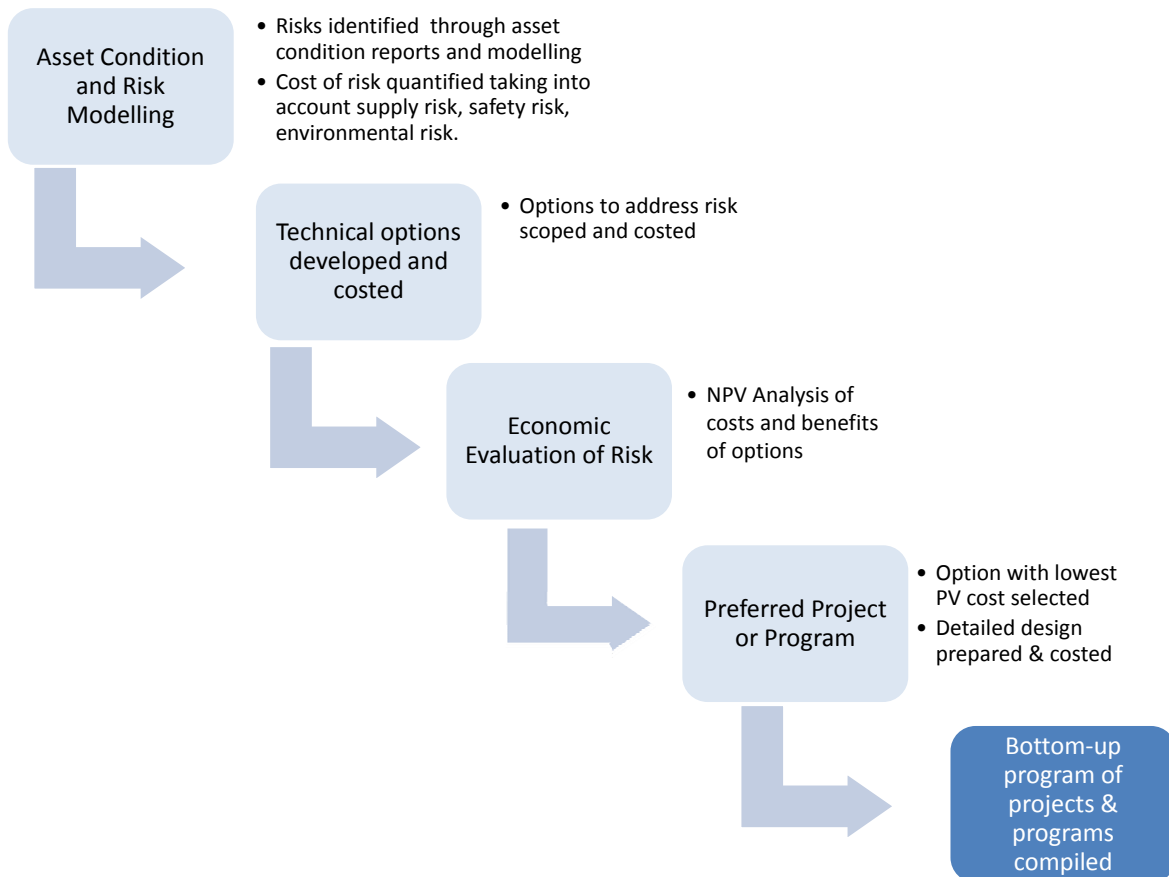 Asset Condition
and Risk
Modelling
• Risks identified through asset
condition reports and modelling
• Cost of risk quantified taking into
account supply risk, safety risk,
environmental risk.
Technical options
developed and
costed
• Options to address risk
scoped and costed
Economic
Evaluation of Risk
• NPV Analysis of
costs and benefits
of options
Preferred Project
or Program
• Option with lowest
PV cost selected
• Detailed design
prepared & costed
Bottom-up
program of
projects &
programs
compiled